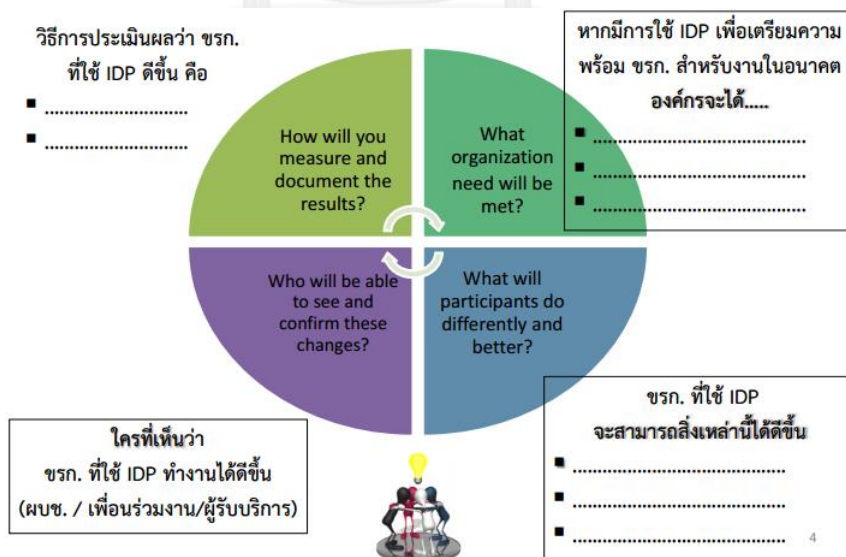 วิธีการประเมินผลว่า ขรก.
ที่ใช้ IDP ดีขึ้น คือ
▪ ..............................
▪ ..............................
หากมีการใช้ IDP เพื่อเตรียมความ
พร้อม ขรก. สำหรับงานในอนาคต
องค์กรจะได้.....
▪ ............................................
▪ ............................................
▪ ............................................
How will you
measure and
document the
results?
What
organization
need will be
met?
Who will be able
to see and
confirm these
changes?
What will
participants do
differently and
better?
ใครที่เห็นว่า
ขรก. ที่ใช้ IDP ทำงานได้ดีขึ้น
(ผบช. / เพื่อนร่วมงาน/ผู้รับบริการ)
ขรก. ที่ใช้ IDP
จะสามารถสิ่งเหล่านี้ได้ดีขึ้น
▪ ............................................
▪ ............................................
▪ ............................................
4